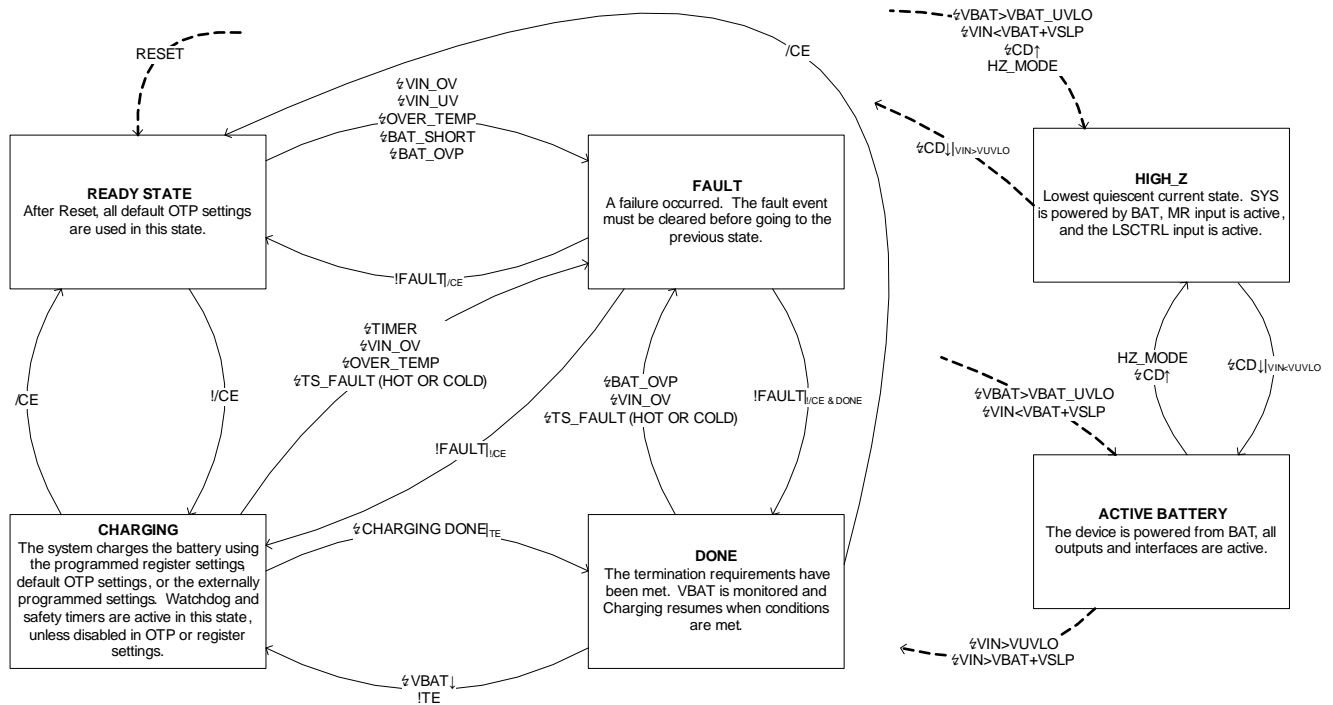 RESET
/CE
↯VIN_OV
↯VIN_UV
↯OVER_TEMP
↯BAT_SHORT
↯BAT_OVP
↯VBAT>VBAT_UVLO
↯VIN<VBAT+VSLP
↯CD↑
HZ_MODE
READY STATE
After Reset, all default OTP settings
are used in this state.
FAULT
A failure occurred. The fault event
must be cleared before going to the
previous state.
↯CD↓|VIN>VUVLO
HIGH_Z
Lowest quiescent current state. SYS
is powered by BAT, MR input is active,
and the LSCTRL input is active.
!FAULT|/CE
/CE
!/CE
↯TIMER
↯VIN_OV
↯OVER_TEMP
↯TS_FAULT (HOT OR COLD)
↯BAT_OVP
↯VIN_OV
↯TS_FAULT (HOT OR COLD)
!FAULT|!/CE & DONE
!FAULT|!/CE
HZ_MODE
↯CD↑
↯CD↓|VIN<VUVLO
↯VBAT>VBAT_UVLO
↯VIN<VBAT+VSLP
CHARGING
The system charges the battery using
the programmed register settings,
default OTP settings, or the externally
programmed settings. Watchdog and
safety timers are active in this state,
unless disabled in OTP or register
settings.
↯CHARGING DONE|TE
DONE
The termination requirements have
been met. VBAT is monitored and
Charging resumes when conditions
are met.
ACTIVE BATTERY
The device is powered from BAT, all
outputs and interfaces are active.
↯VBAT↓
!TE
↯VIN>VUVLO
↯VIN>VBAT+VSLP